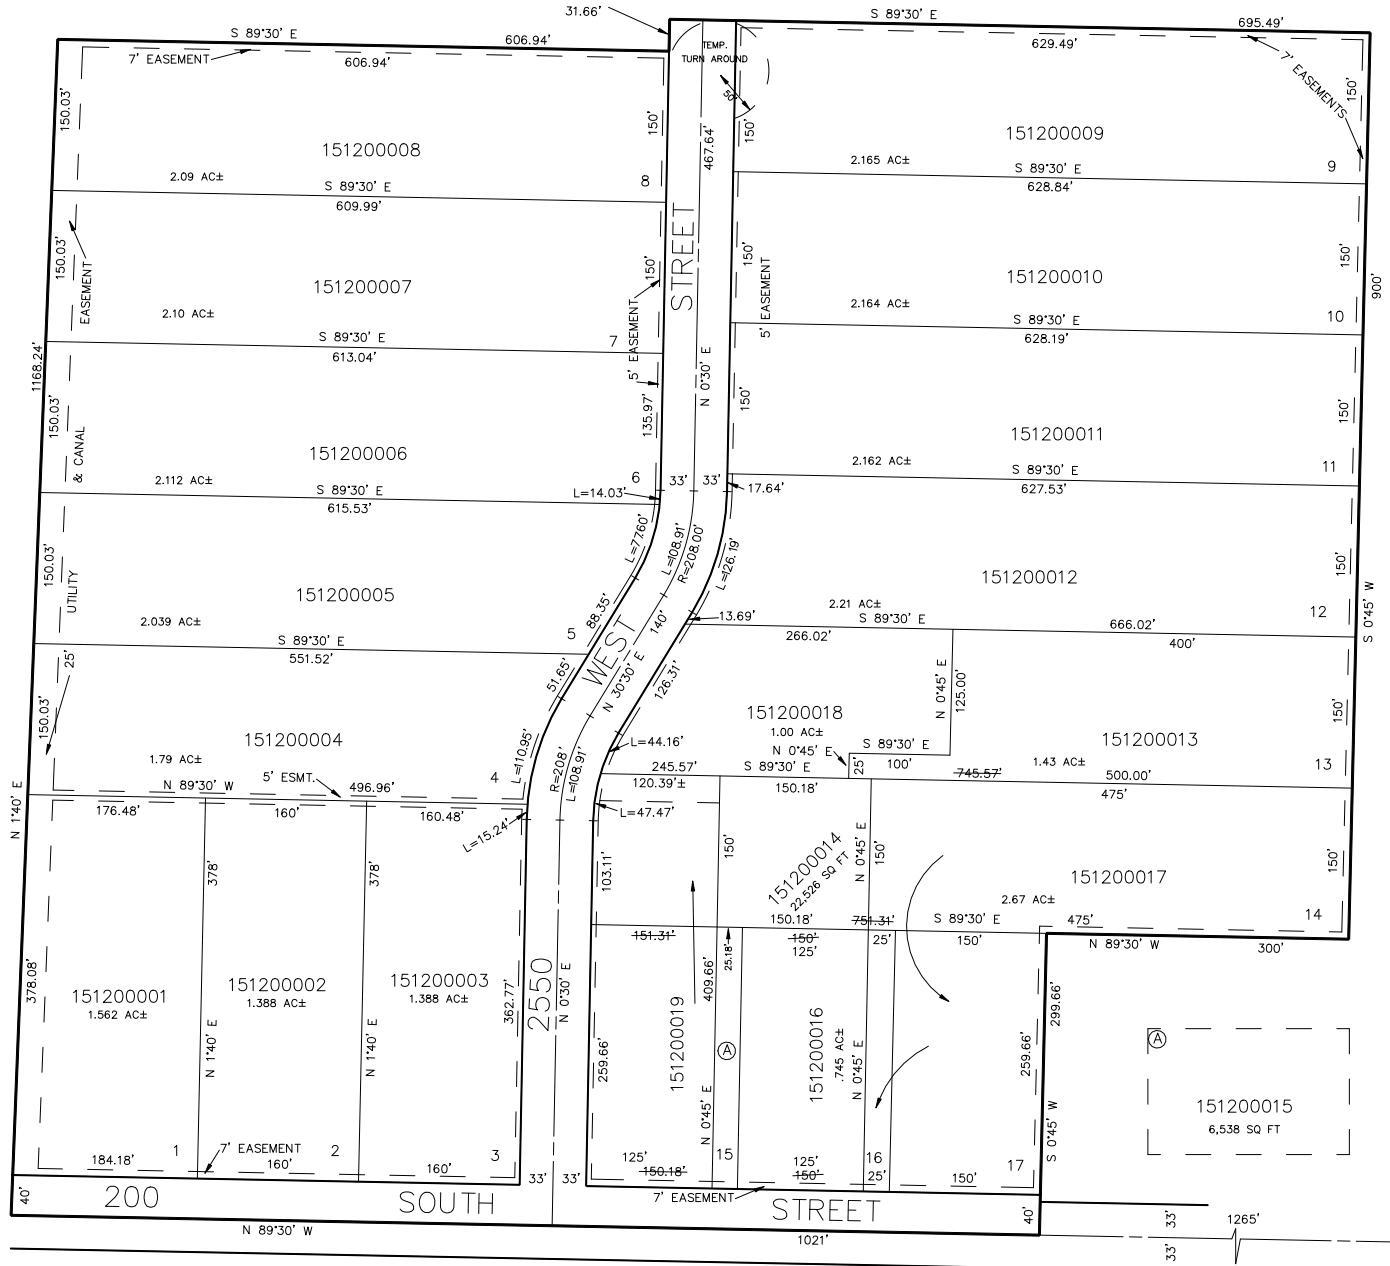 31.66'
S 89°30' E
695.49'
S 89°30' E
606.94'
606.94'
7' EASEMENT
TEMP.
TURN AROUND
50'
629.49'
7' EASEMENTS
150.03'
150'
150'
150'
467.64'
151200008
2.09 AC±
8
S 89°30' E
609.99'
151200009
2.165 AC±
9
S 89°30' E
628.84'
150.03'
EASEMENT
150'
150'
150'
151200007
2.10 AC±
7
S 89°30' E
613.04'
5' EASEMENT
STREET
5' EASEMENT
151200010
2.164 AC±
10
S 89°30' E
628.19'
900'
1168.24'
150.03'
& CANAL
135.97'
N 0°30' E
150'
150'
151200006
2.112 AC±
6
S 89°30' E
615.53'
L=14.03'
33'
33'
17.64'
151200011
2.162 AC±
11
S 89°30' E
627.53'
150.03'
UTILITY
L=77.60'
L=108.91'
R=208.00'
L=126.19'
150'
151200005
2.039 AC±
5
S 89°30' E
551.52'
88.35'
WEST
140'
13.69'
151200012
2.21 AC±
12
S 89°30' E
666.02'
S 0°45' W
266.02'
400'
25'
150.03'
51.65'
N 30°30' E
126.31'
N 0°45' E
125.00'
150'
151200004
1.79 AC±
4
L=110.95'
R=208'
L=108.91'
L=44.16'
151200018
1.00 AC±
N 0°45' E
S 89°30' E
100'
25'
151200013
1.43 AC±
13
245.57'
S 89°30' E
745.57'
500.00'
5' ESMT.
N 89°30' W
496.96'
N 1°40' E
176.48'
160'
160.48'
L=15.24'
L=47.47'
120.39'±
150.18'
475'
378'
378'
103.11'
150'
151200014
22,526 SQ FT
N 0°45' E
150'
151200017
2.67 AC±
14
150'
150.18'
751.31'
S 89°30' E
475'
151.31'
25.18'
150'
125'
25'
150'
N 89°30' W
300'
378.08'
151200001
1.562 AC±
151200002
1.388 AC±
151200003
1.388 AC±
362.77'
2550
N 0°30' E
259.66'
151200019
409.66'
A
151200016
.745 AC±
N 0°45' E
259.66'
299.66'
A
151200015
6,538 SQ FT
N 1°40' E
N 1°40' E
N 0°45' E
S 0°45' W
184.18'
1
7' EASEMENT
160'
2
160'
3
33'
33'
125'
150.18'
15
125'
150'
16
25'
150'
17
7' EASEMENT
40'
200
SOUTH
STREET
40'
33'
1265'
N 89°30' W
1021'
33'